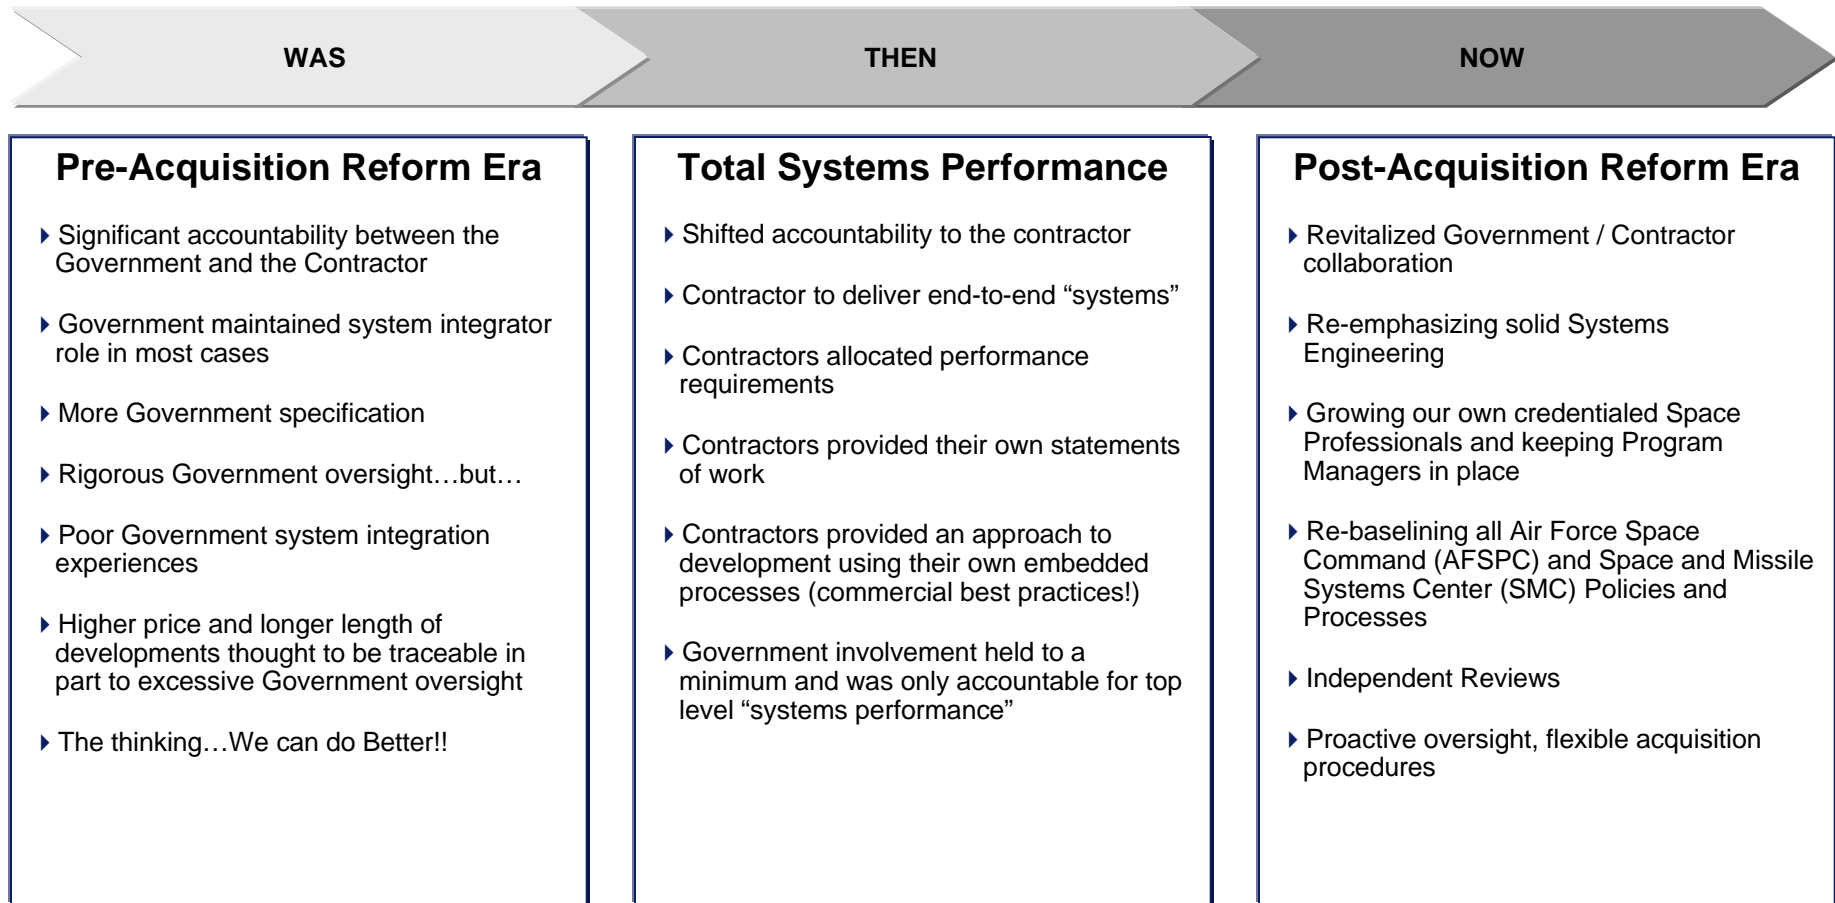 WAS
THEN
NOW
Pre-Acquisition Reform Era
Significant accountability between the
Government and the Contractor
Government maintained system integrator
role in most cases
More Government specification
Rigorous Government oversight…but…
Poor Government system integration
experiences
Higher price and longer length of
developments thought to be traceable in
part to excessive Government oversight
The thinking…We can do Better!!
Total Systems Performance
Shifted accountability to the contractor
Contractor to deliver end-to-end “systems”
Contractors allocated performance
requirements
Contractors provided their own statements
of work
Contractors provided an approach to
development using their own embedded
processes (commercial best practices!)
Government involvement held to a
minimum and was only accountable for top
level “systems performance”
Post-Acquisition Reform Era
Revitalized Government / Contractor
collaboration
Re-emphasizing solid Systems
Engineering
Growing our own credentialed Space
Professionals and keeping Program
Managers in place
Re-baselining all Air Force Space
Command (AFSPC) and Space and Missile
Systems Center (SMC) Policies and
Processes
Independent Reviews
Proactive oversight, flexible acquisition
procedures